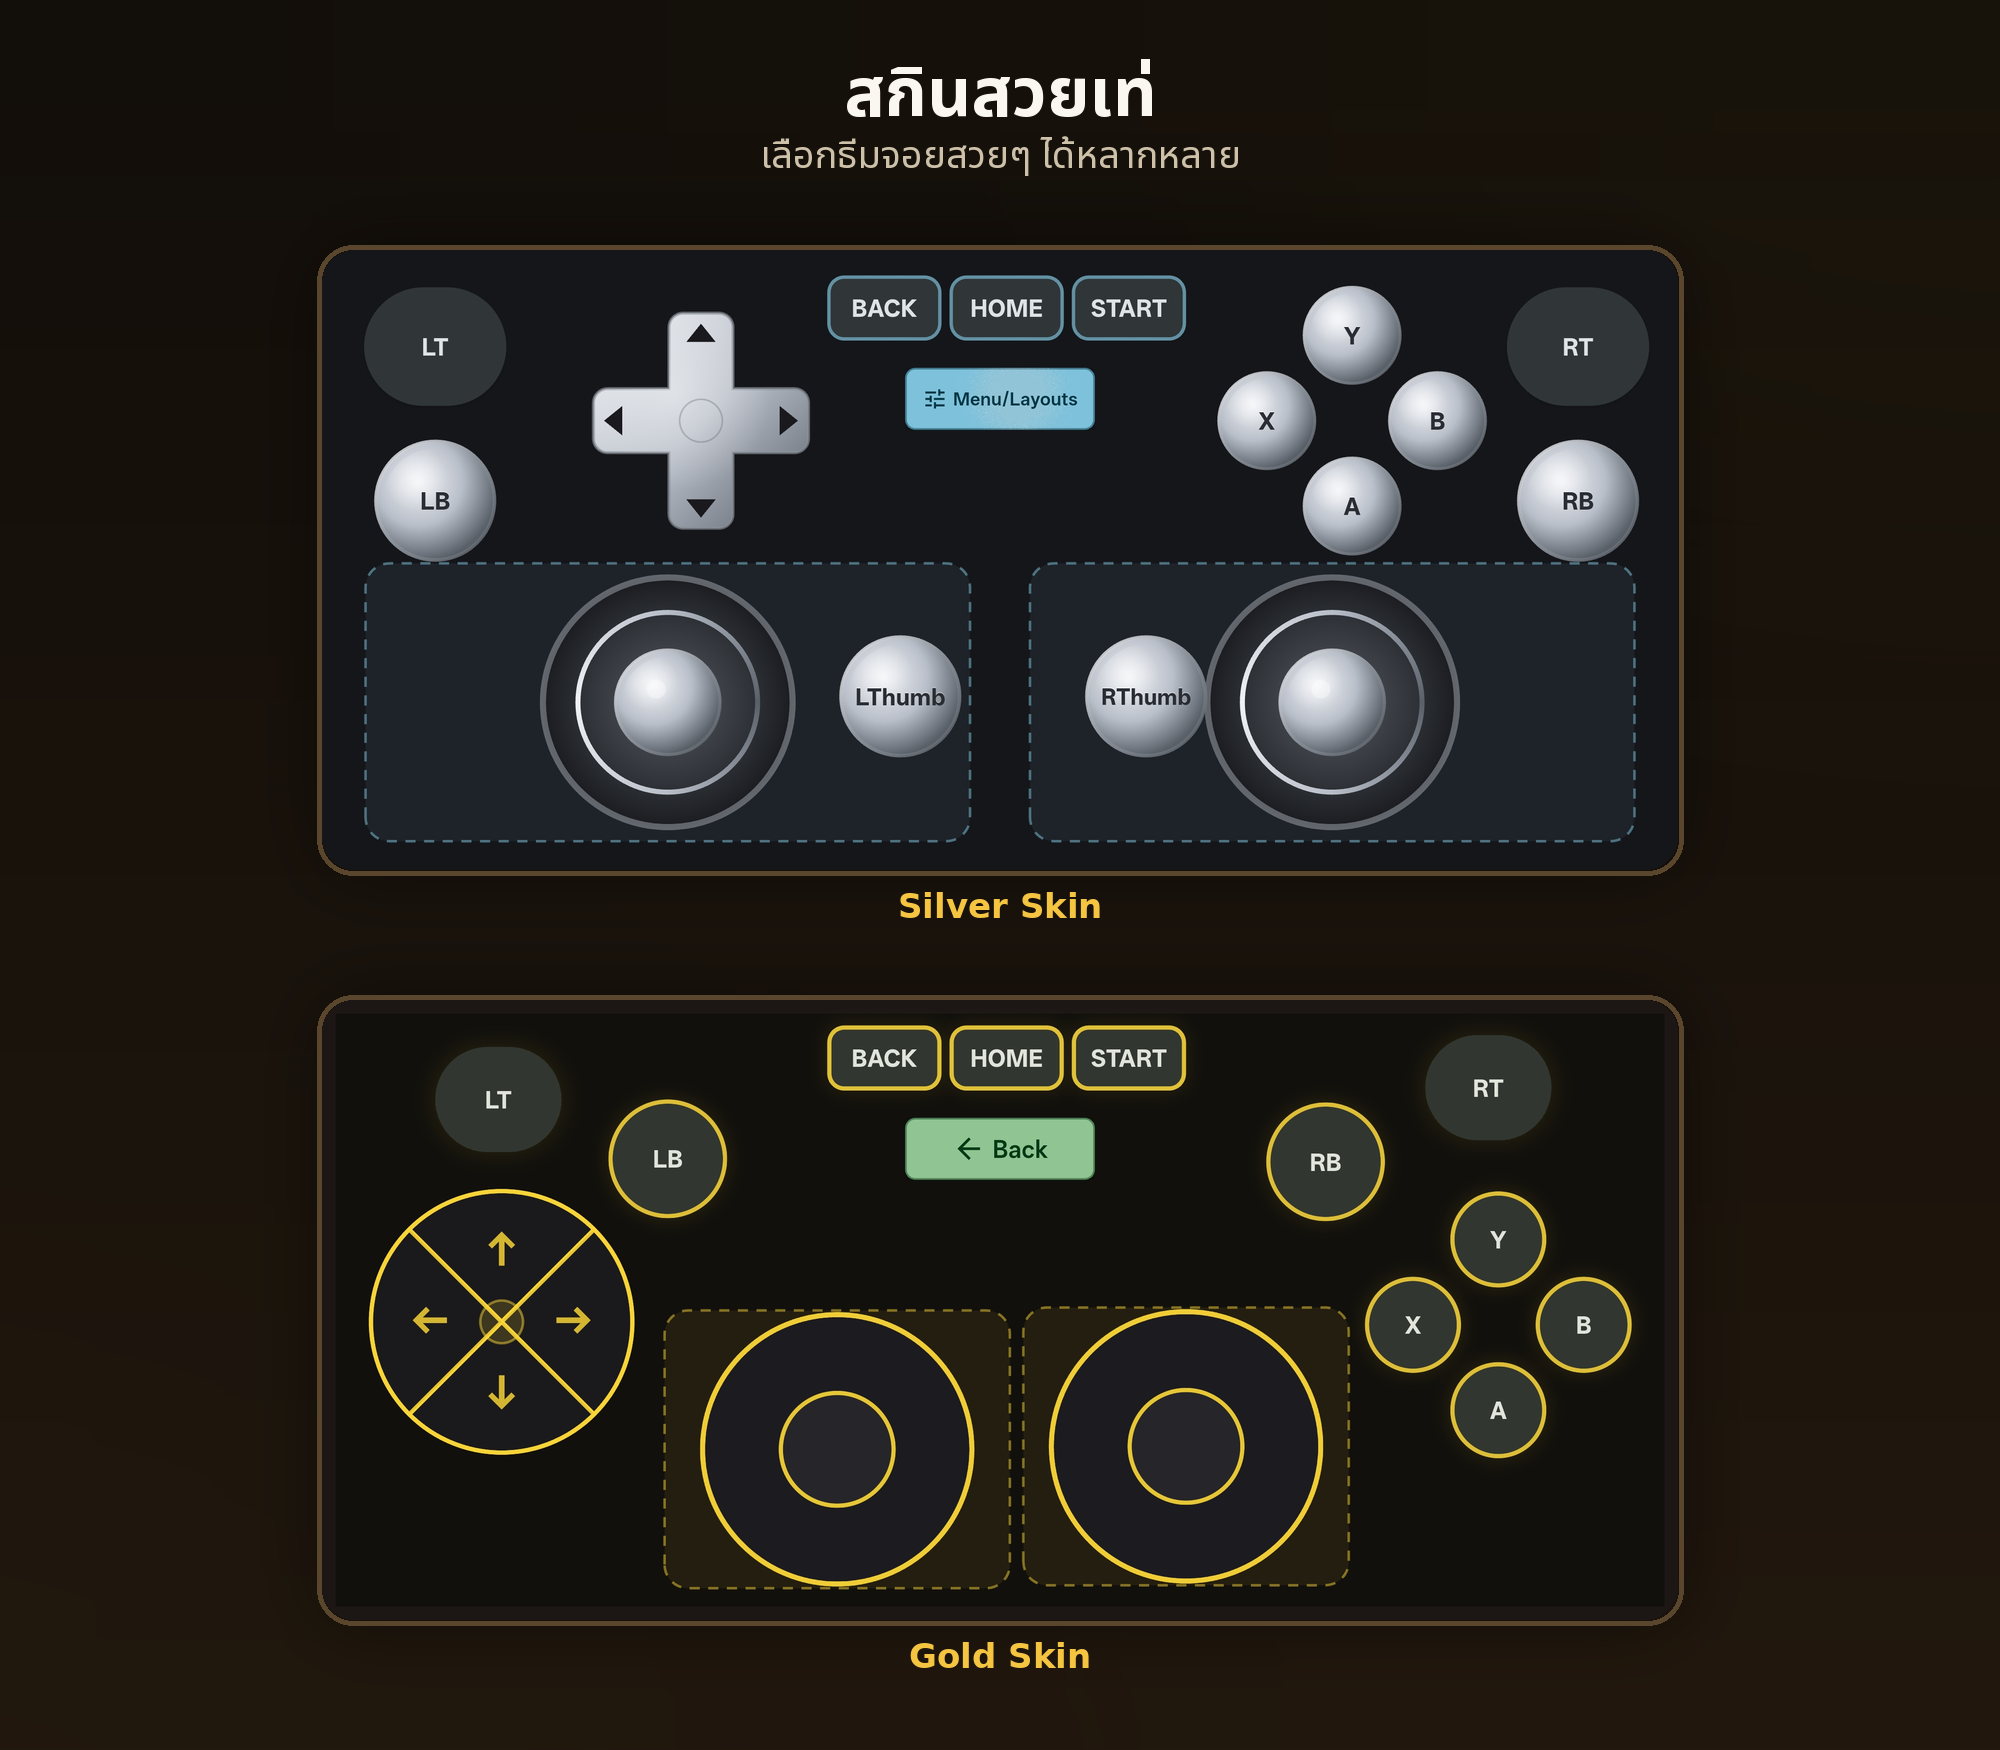 สกินสวยเท่
เลือกธีมจอยสวยๆ ได้หลากหลาย
BACK HOME START
LT Y RT
Menu/Layouts
X B
LB A RB
LThumb RThumb
Silver Skin
BACK HOME START
LT RT
Back
LB RB
Y
X B
A
Gold Skin